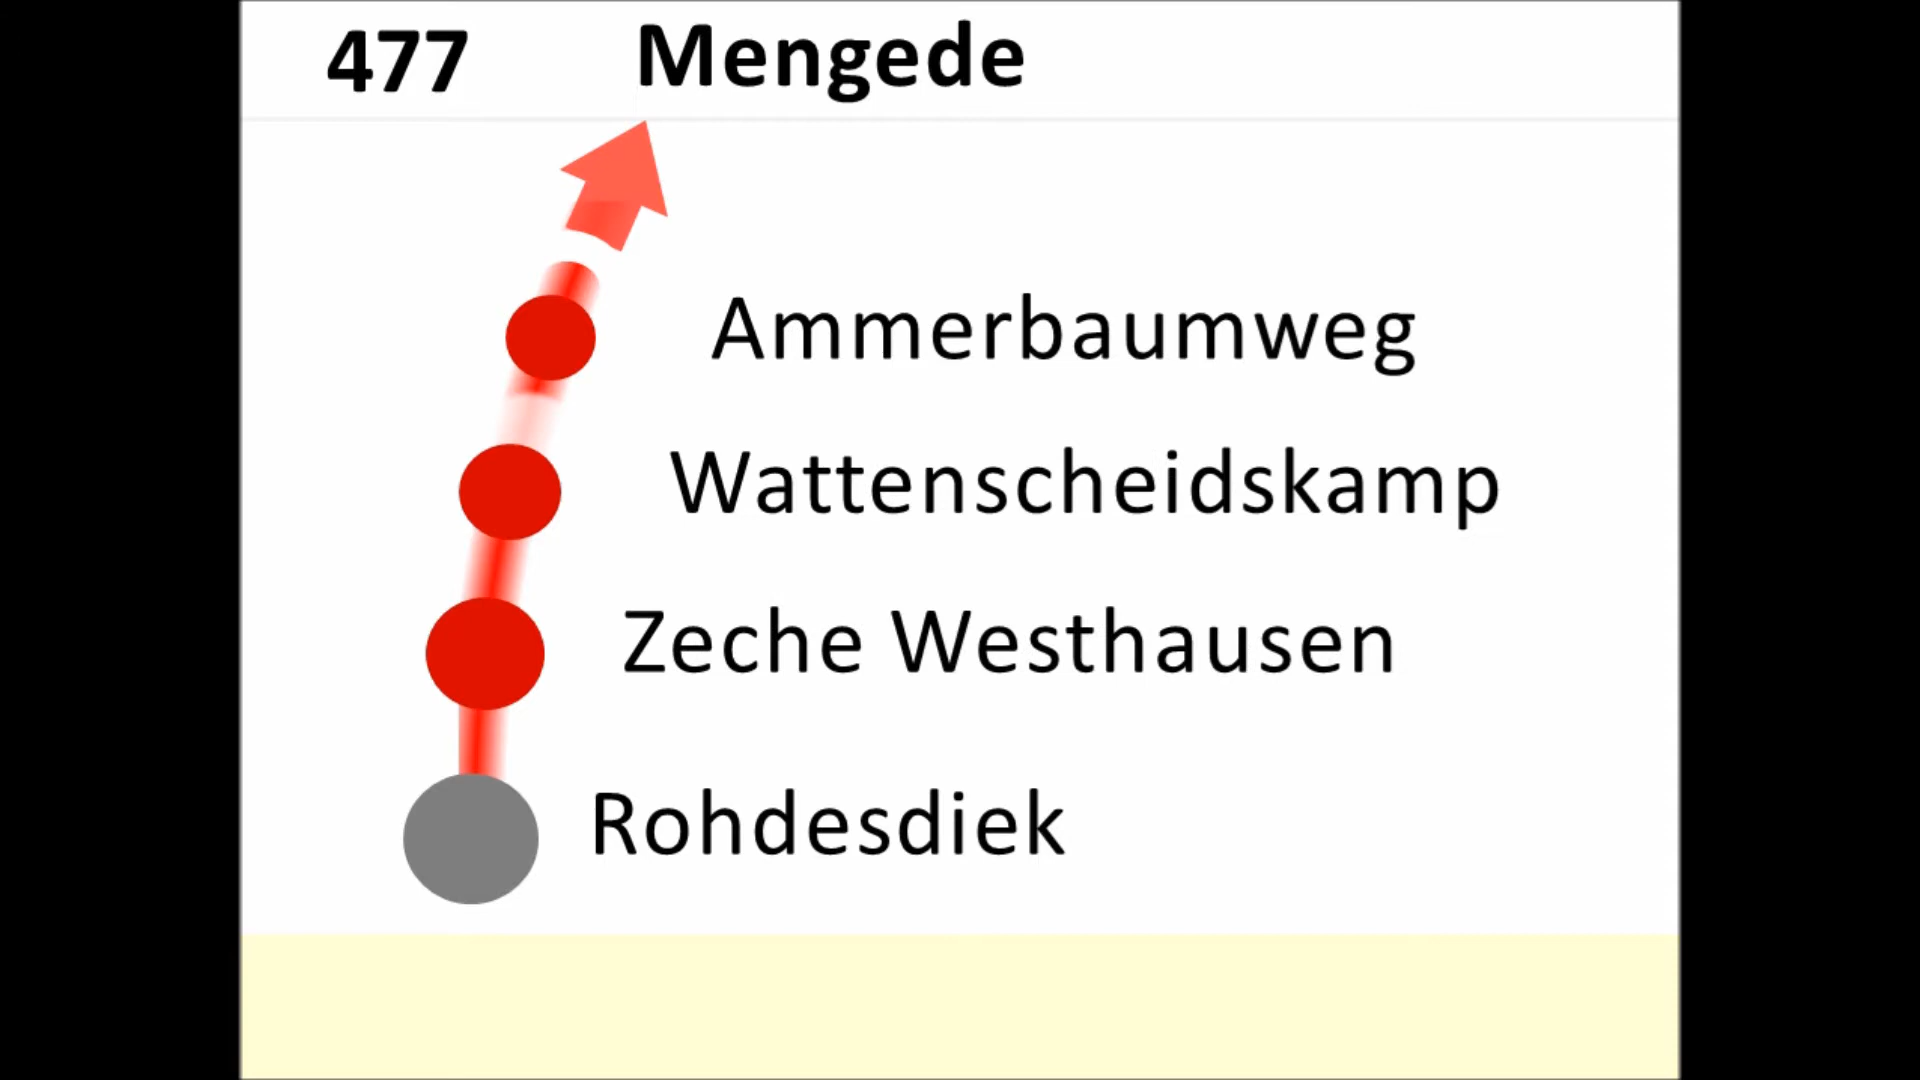 477 Mengede
Ammerbaumweg
Wattenscheidskamp
Zeche Westhausen
Rohdesdiek